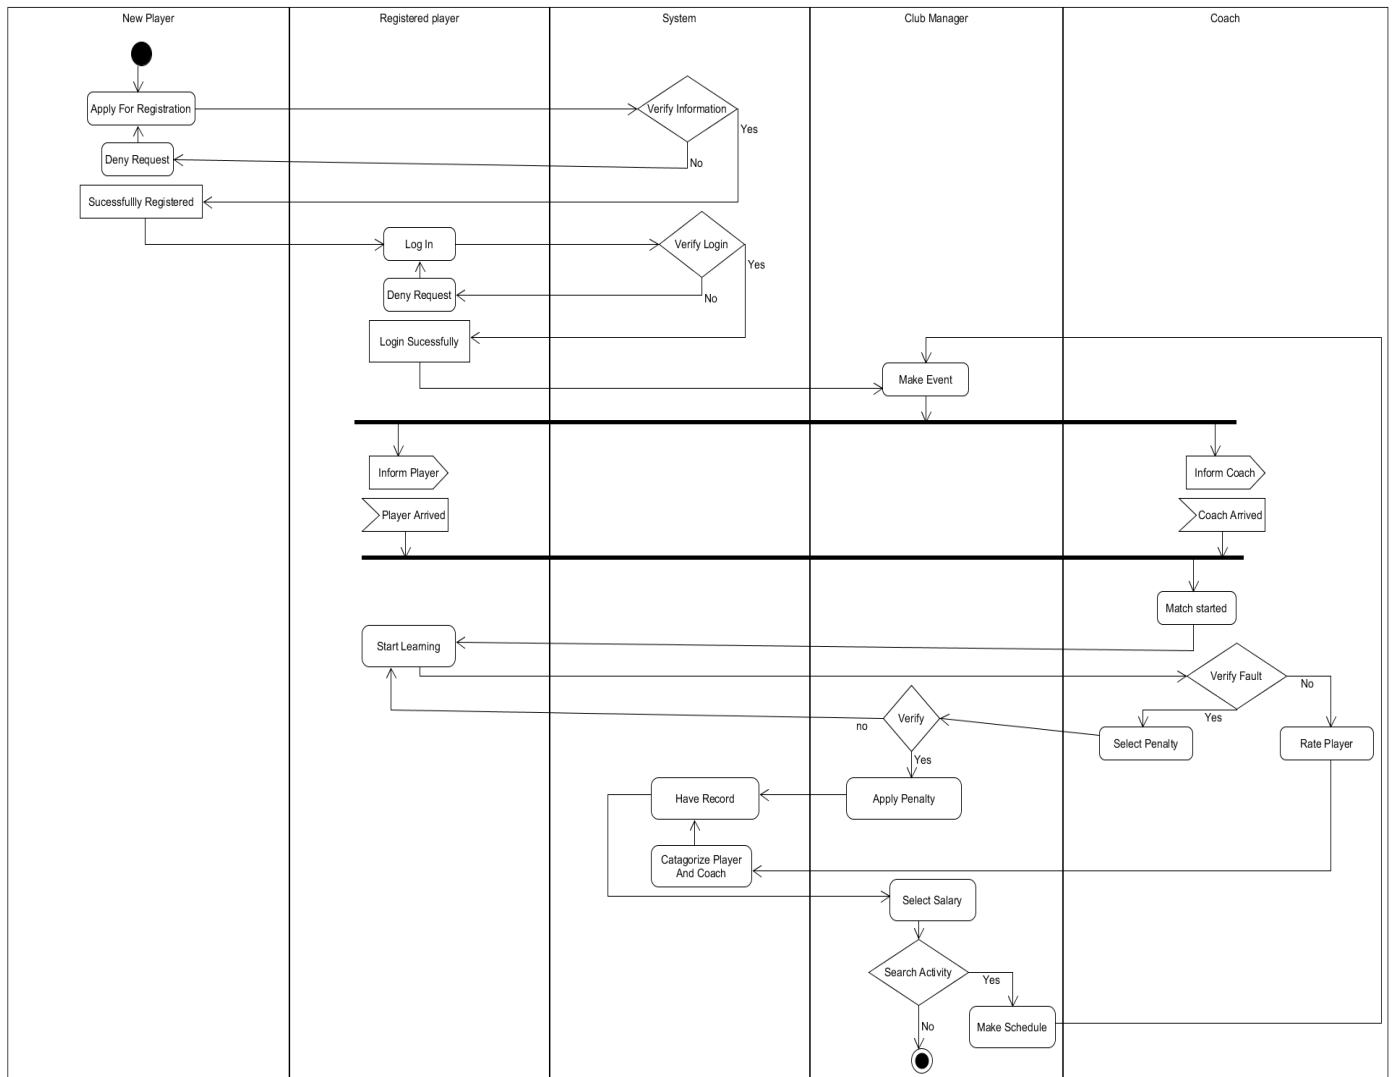 New Player
Registered player
System
Club Manager
Coach
Apply For Registration
Verify Information
Yes
Deny Request
No
Sucessfullly Registered
Log In
Verify Login
Yes
Deny Request
No
Login Sucessfully
Make Event
Inform Player
Inform Coach
Player Arrived
Coach Arrived
Match started
Start Learning
Verify Fault
No
Yes
Verify
no
Select Penalty
Rate Player
Yes
Have Record
Apply Penalty
Catagorize Player
And Coach
Select Salary
Search Activity
Yes
No
Make Schedule